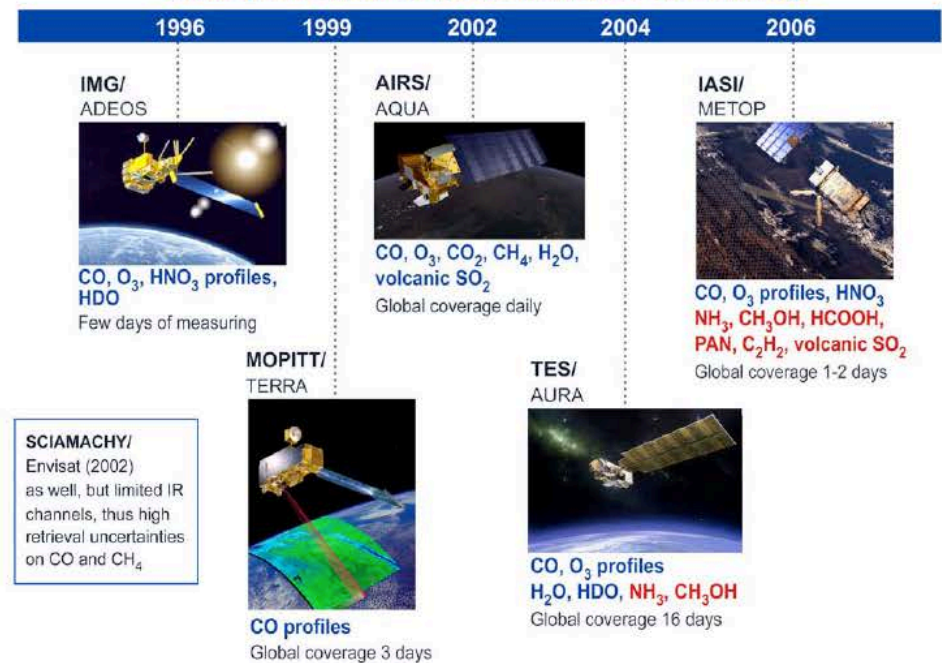 1996
1999
2002
2004
2006
IMG/
ADEOS
CO, O₃, HNO₃ profiles,
HDO
Few days of measuring
MOPITT/
TERRA
CO profiles
Global coverage 3 days
AIRS/
AQUA
CO, O₃, CO₂, CH₄, H₂O,
volcanic SO₂
Global coverage daily
TES/
AURA
CO, O₃ profiles
H₂O, HDO, NH₃, CH₃OH
Global coverage 16 days
IASI/
METOP
CO, O₃ profiles, HNO₃
NH₃, CH₃OH, HCOOH,
PAN, C₂H₂, volcanic SO₂
Global coverage 1-2 days
SCIAMACHY/
Envisat (2002)
as well, but limited IR
channels, thus high
retrieval uncertainties
on CO and CH₄